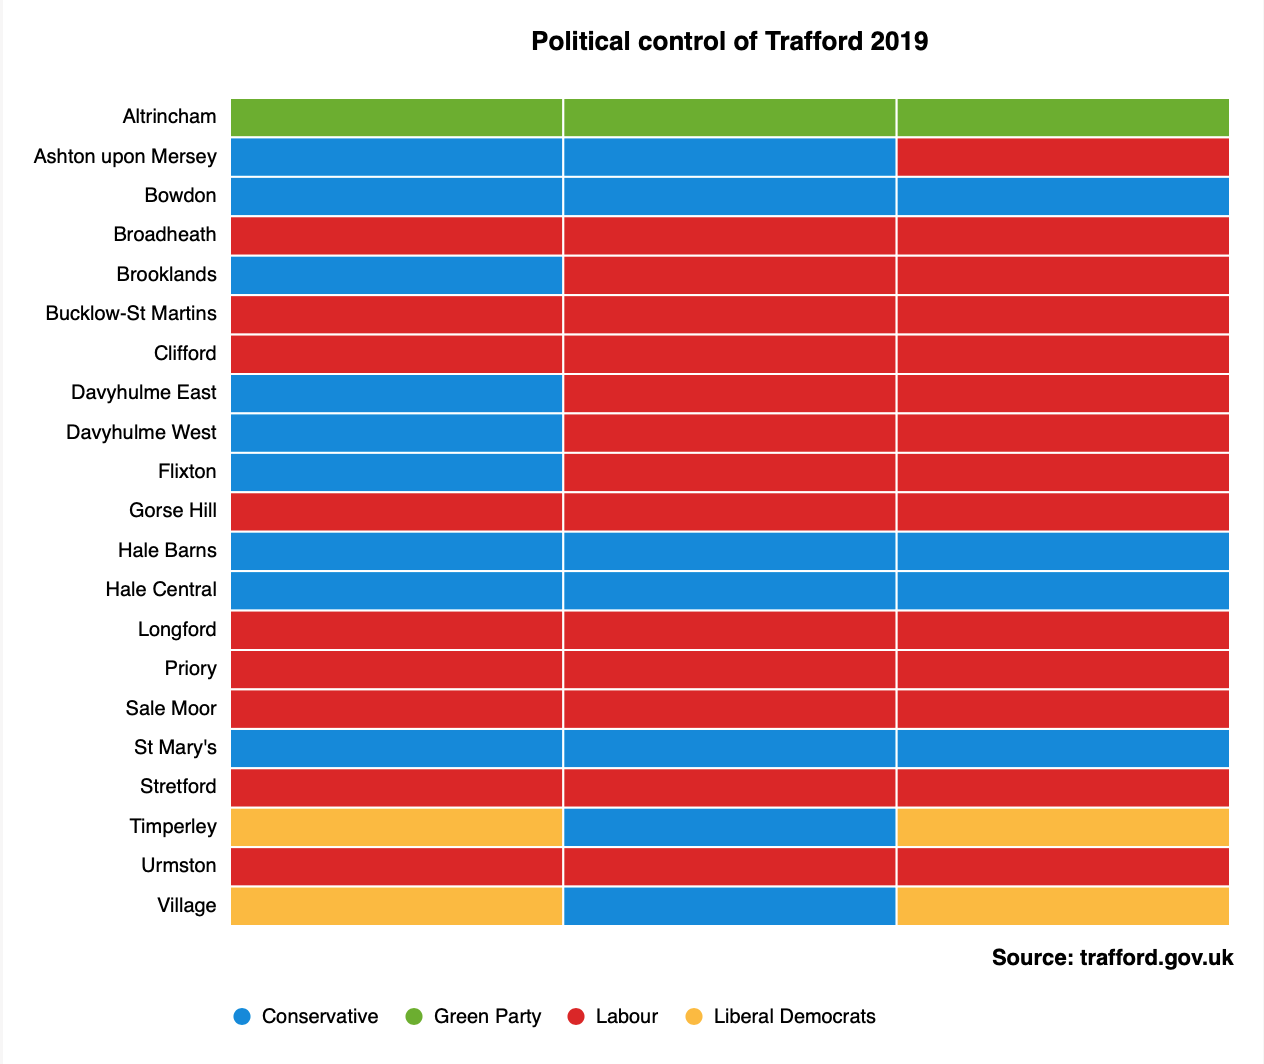 Political control of Trafford 2019
Altrincham
Ashton upon Mersey
Bowdon
Broadheath
Brooklands
Bucklow-St Martins
Clifford
Davyhulme East
Davyhulme West
Flixton
Gorse Hill
Hale Barns
Hale Central
Longford
Priory
Sale Moor
St Mary's
Stretford
Timperley
Urmston
Village
Source: trafford.gov.uk
Conservative Green Party Labour Liberal Democrats